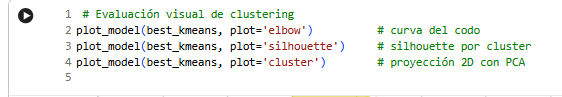 1 # Evaluación visual de clustering
2 plot_model(best_kmeans, plot='elbow') # curva del codo
3 plot_model(best_kmeans, plot='silhouette') # silhouette por cluster
4 plot_model(best_kmeans, plot='cluster') # proyección 2D con PCA
5